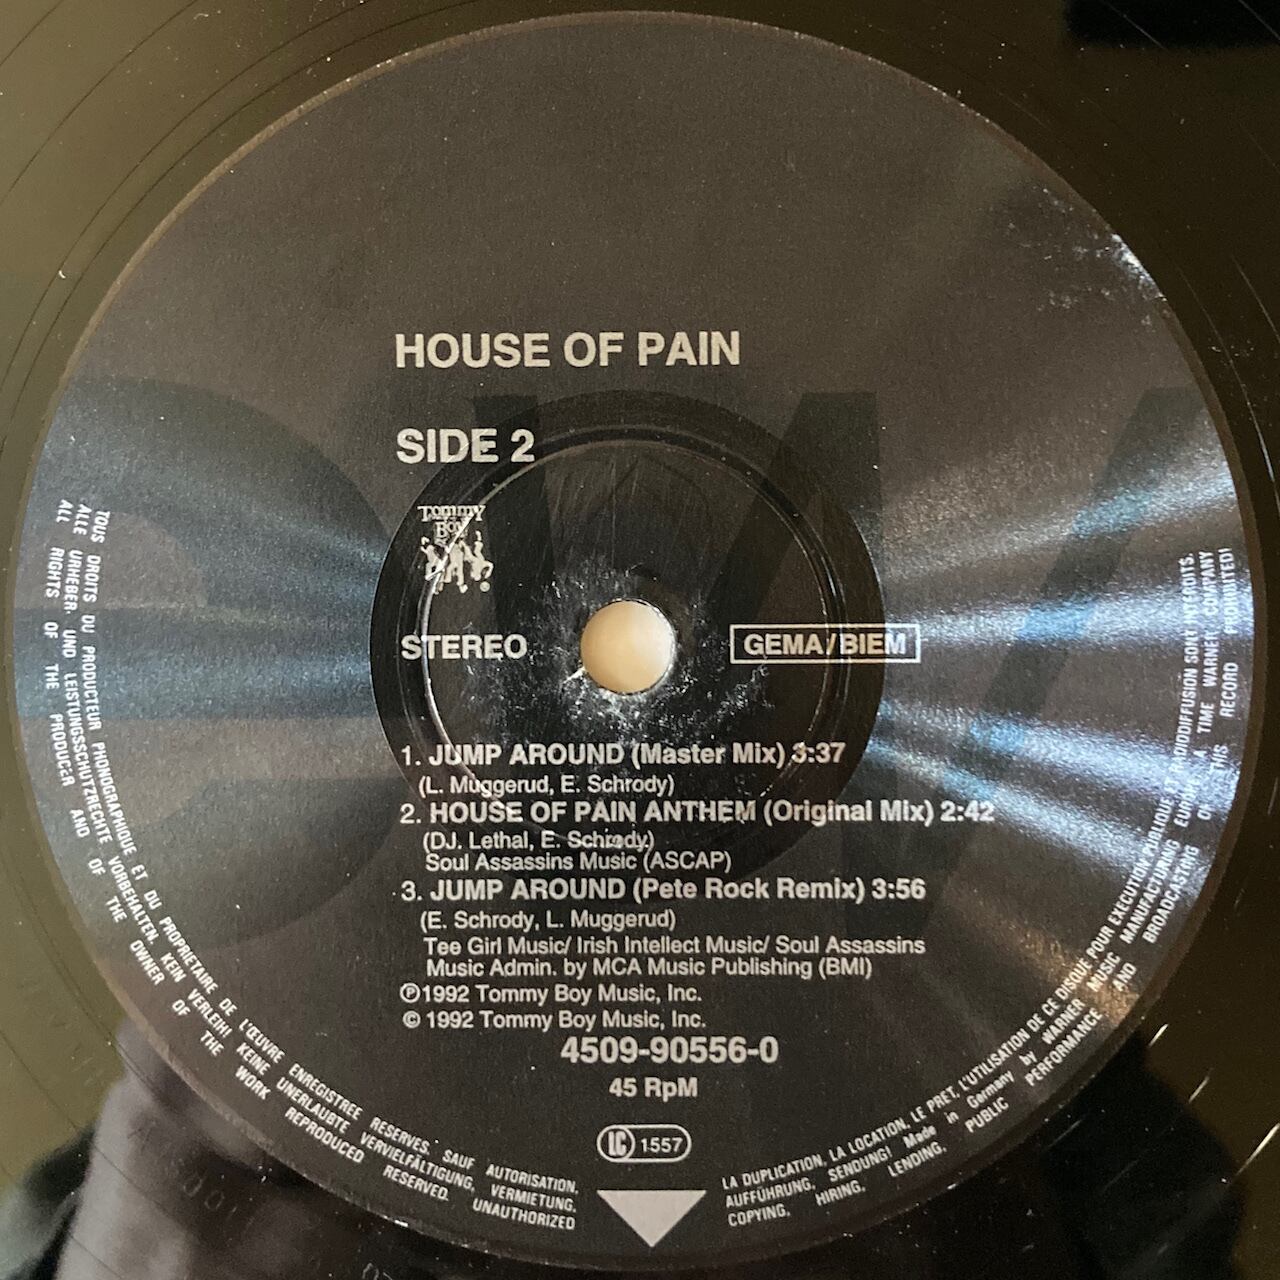 HOUSE OF PAIN
SIDE 2
Tommy
Boy
STEREO
GEMA/BIEM
1. JUMP AROUND (Master Mix) 3:37
(L. Muggerud, E. Schrody)
2. HOUSE OF PAIN ANTHEM (Original Mix) 2:42
(DJ. Lethal, E. Schrody)
Soul Assassins Music (ASCAP)
3. JUMP AROUND (Pete Rock Remix) 3:56
(E. Schrody, L. Muggerud)
Tee Girl Music/ Irish Intellect Music/ Soul Assassins
Music Admin. by MCA Music Publishing (BMI)
℗1992 Tommy Boy Music, Inc.
© 1992 Tommy Boy Music, Inc.
4509-90556-0
45 RpM
LC 1557
TOUS DROITS DU PRODUCTEUR PHONOGRAPHIQUE ET DU PROPRIETAIRE DE L'ŒUVRE ENREGISTREE RESERVES. SAUF AUTORISATION,
LA DUPLICATION, LA LOCATION, LE PRET, L'UTILISATION DE CE DISQUE POUR EXECUTION PUBLIQUE ET RADIODIFFUSION SONT INTERDITS.
ALLE URHEBER- UND LEISTUNGSSCHUTZRECHTE VORBEHALTEN. KEIN VERLEIH! KEINE UNERLAUBTE VERVIELFÄLTIGUNG, VERMIETUNG,
AUFFÜHRUNG, SENDUNG! Made in Germany by WARNER MUSIC MANUFACTURING EUROPE. A TIME WARNER COMPANY
ALL RIGHTS OF THE PRODUCER AND OF THE OWNER OF THE WORK REPRODUCED RESERVED. UNAUTHORIZED
COPYING, HIRING, LENDING, PUBLIC PERFORMANCE AND BROADCASTING OF THIS RECORD PROHIBITED!